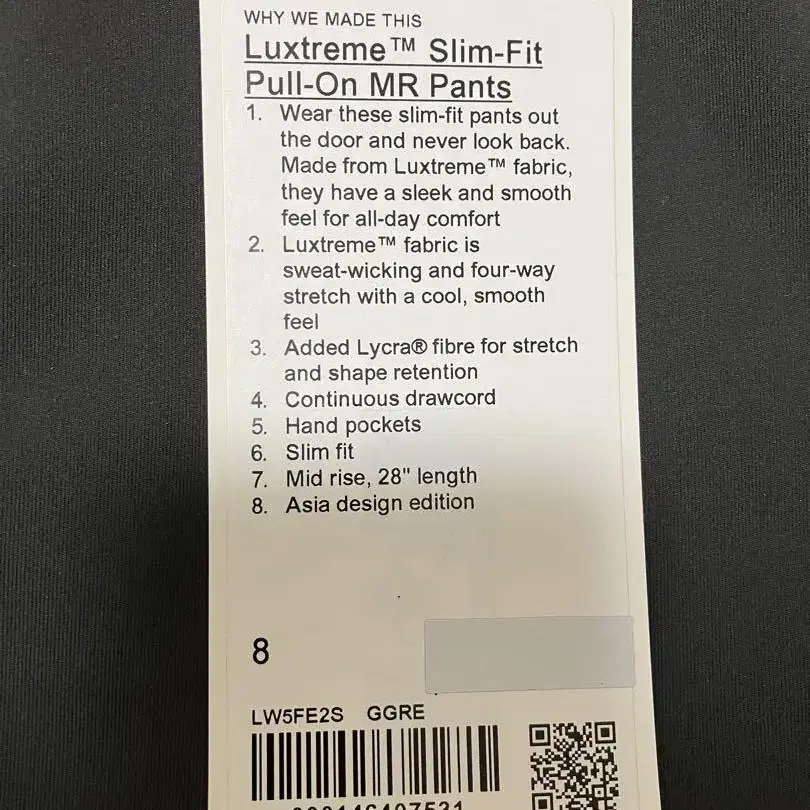 WHY WE MADE THIS
Luxtreme™ Slim-Fit
Pull-On MR Pants
1. Wear these slim-fit pants out
the door and never look back.
Made from Luxtreme™ fabric,
they have a sleek and smooth
feel for all-day comfort
2. Luxtreme™ fabric is
sweat-wicking and four-way
stretch with a cool, smooth
feel
3. Added Lycra® fibre for stretch
and shape retention
4. Continuous drawcord
5. Hand pockets
6. Slim fit
7. Mid rise, 28" length
8. Asia design edition
8
LW5FE2S GGRE